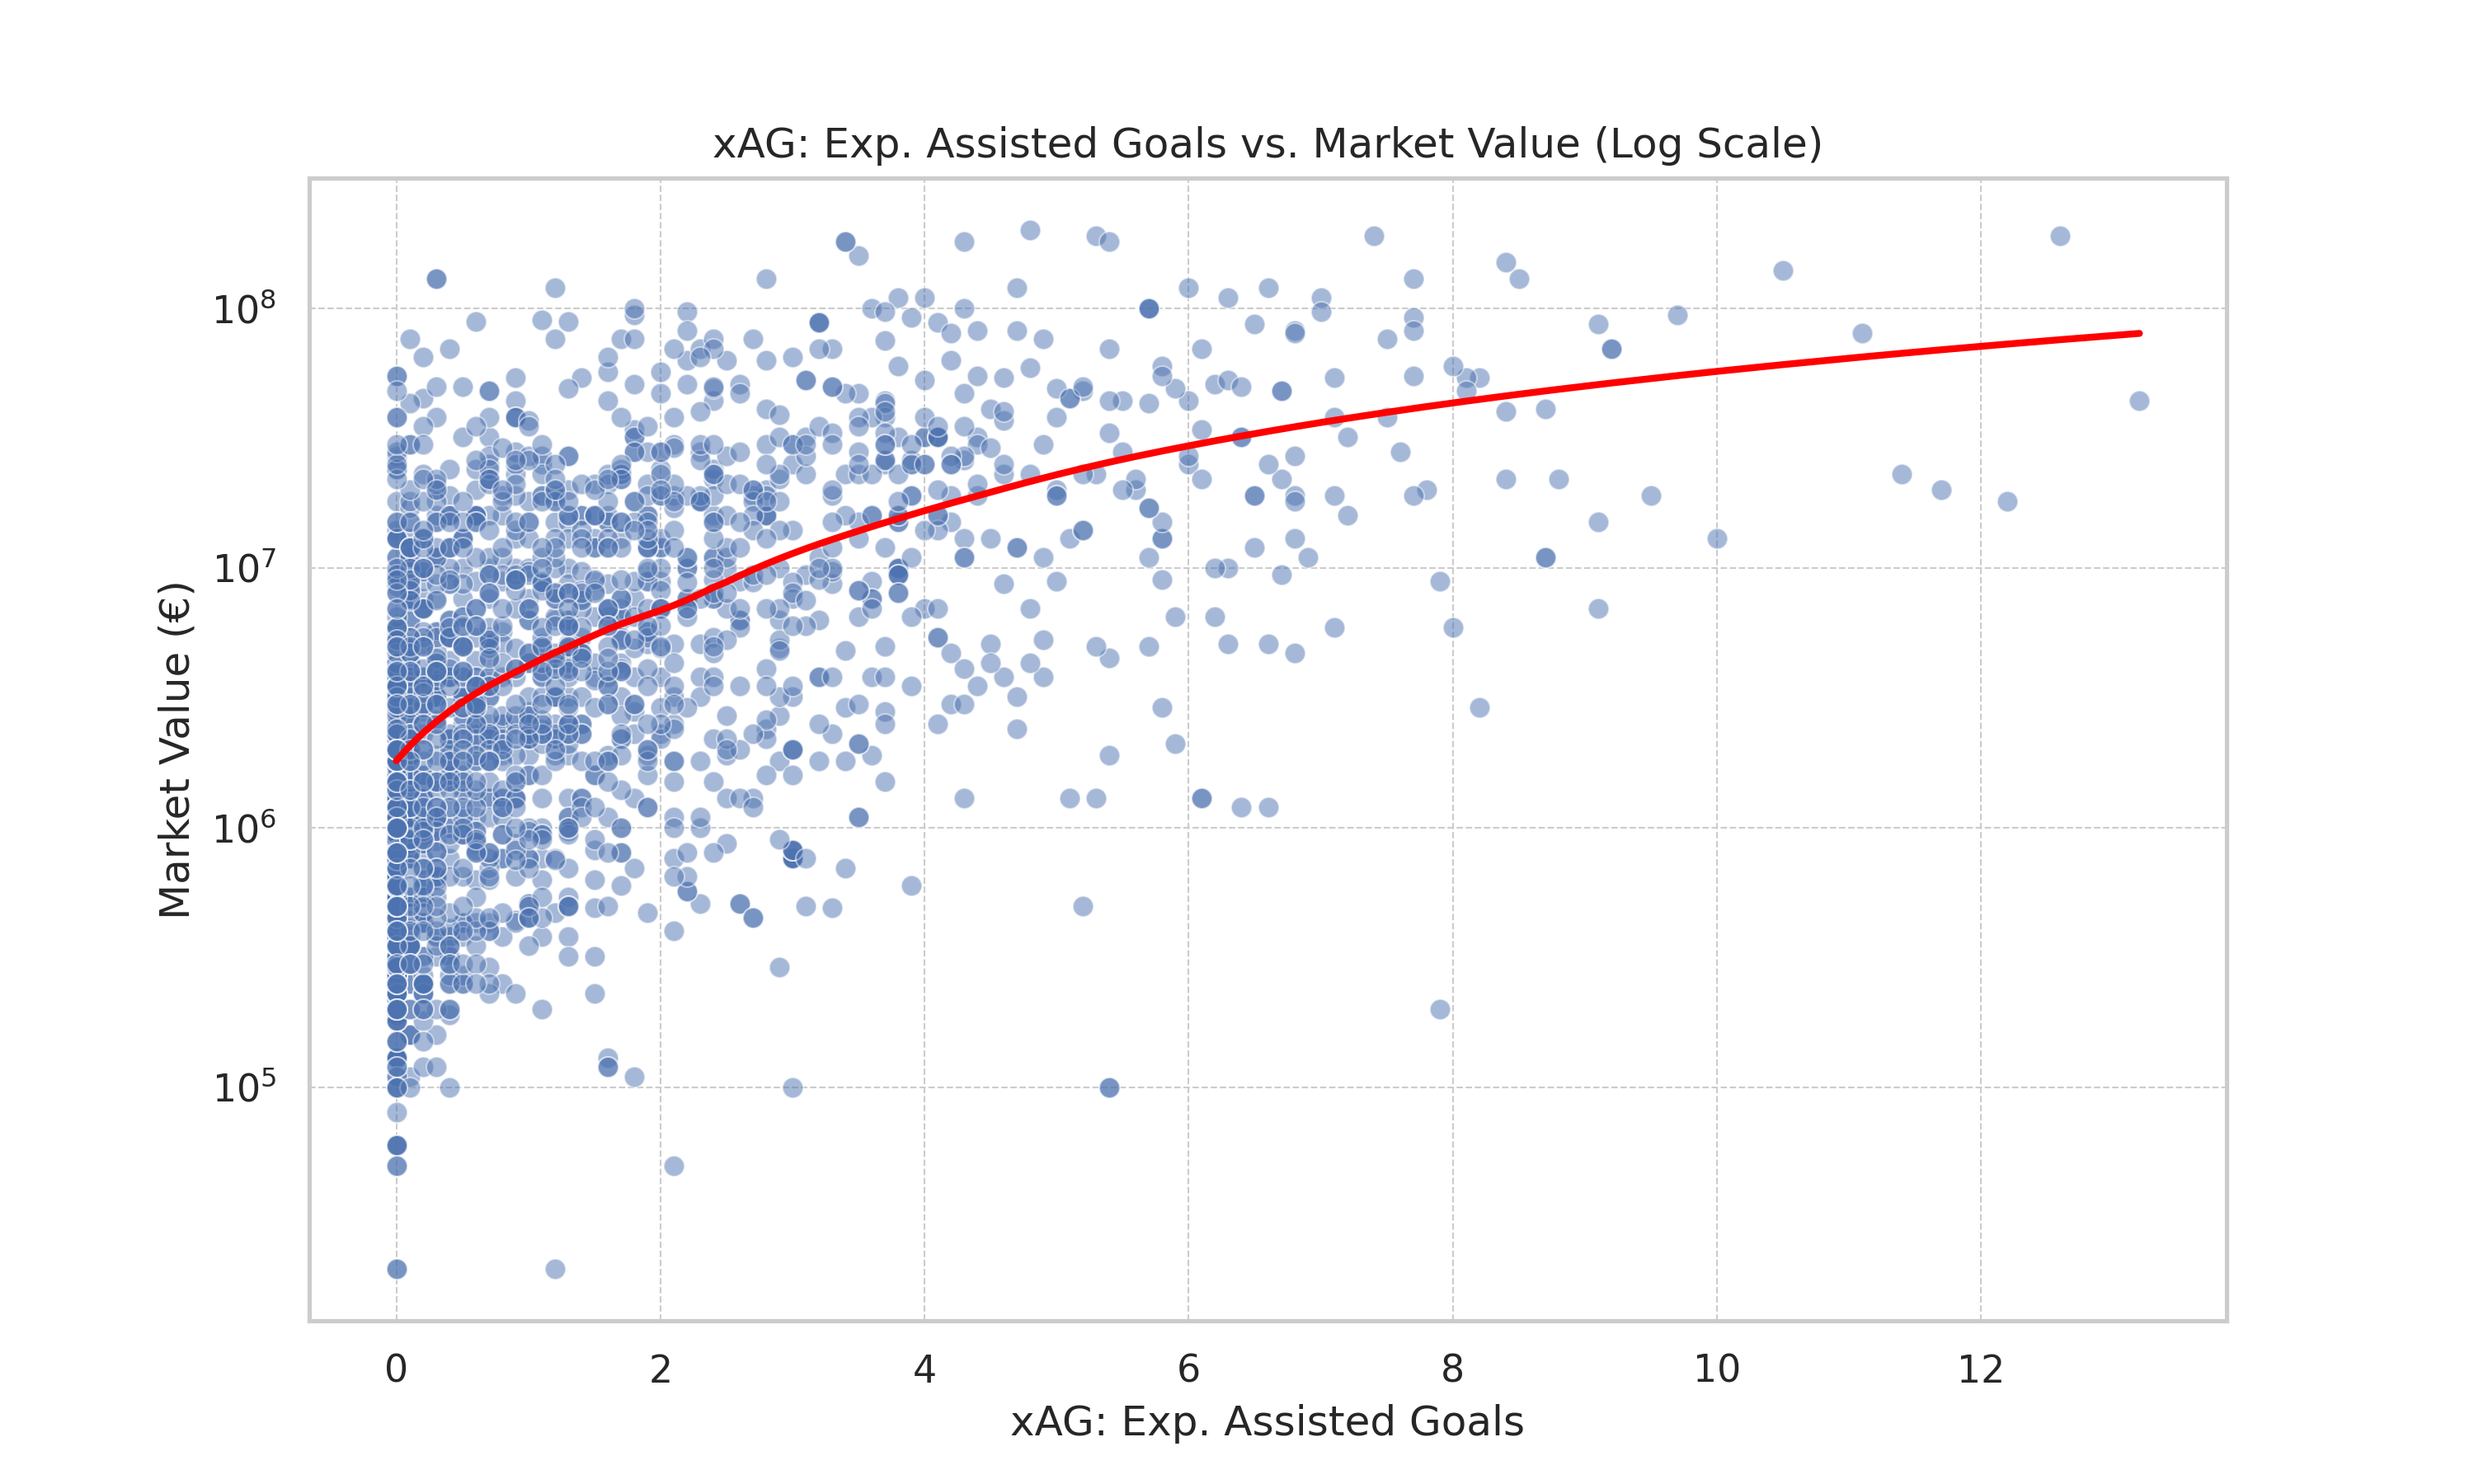 xAG: Exp. Assisted Goals vs. Market Value (Log Scale)
Market Value (€)
10⁸
10⁷
10⁶
10⁵
0 2 4 6 8 10 12
xAG: Exp. Assisted Goals